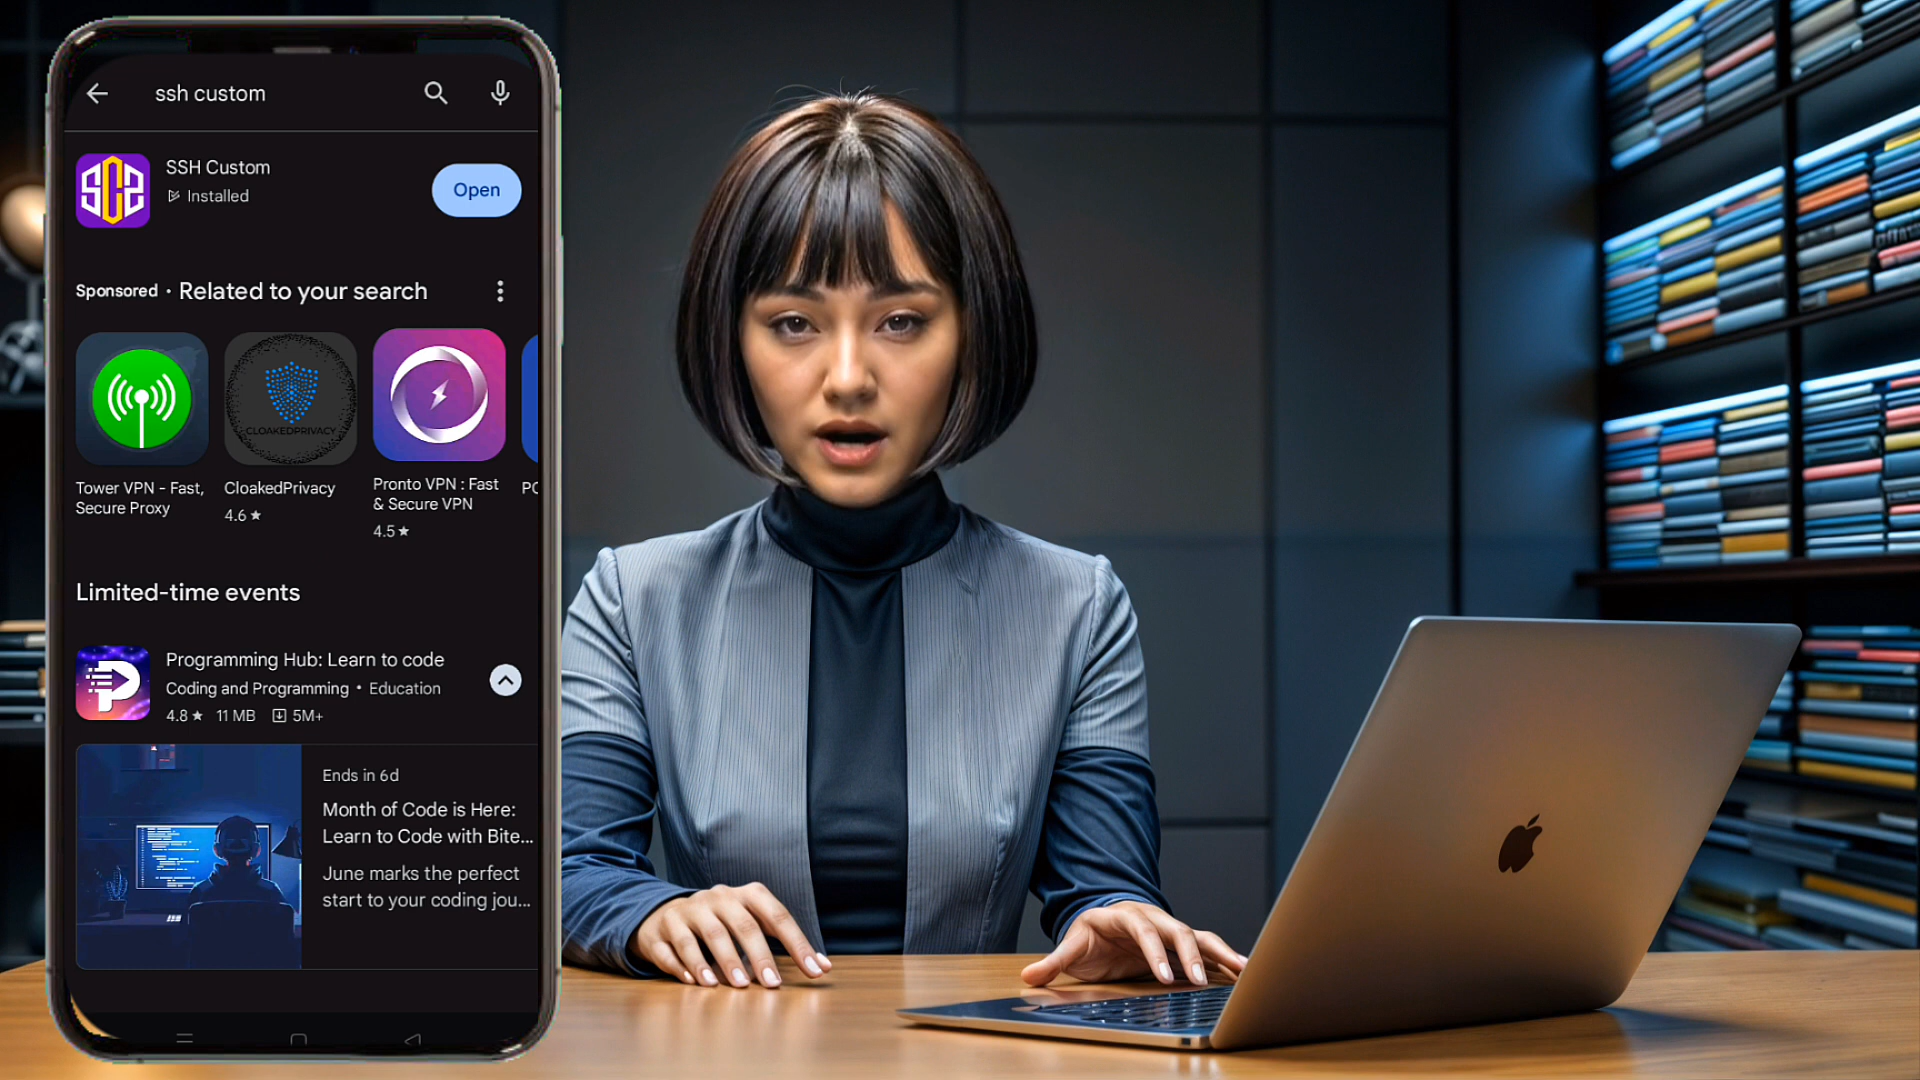 ssh custom
SSH Custom
Installed
Open
Sponsored • Related to your search
Tower VPN - Fast,
Secure Proxy
CLOAKEDPRIVACY
CloakedPrivacy
4.6 ★
Pronto VPN : Fast
& Secure VPN
4.5 ★
PC
Limited-time events
Programming Hub: Learn to code
Coding and Programming • Education
4.8 ★ 11 MB 5M+
Ends in 6d
Month of Code is Here:
Learn to Code with Bite...
June marks the perfect
start to your coding jou...